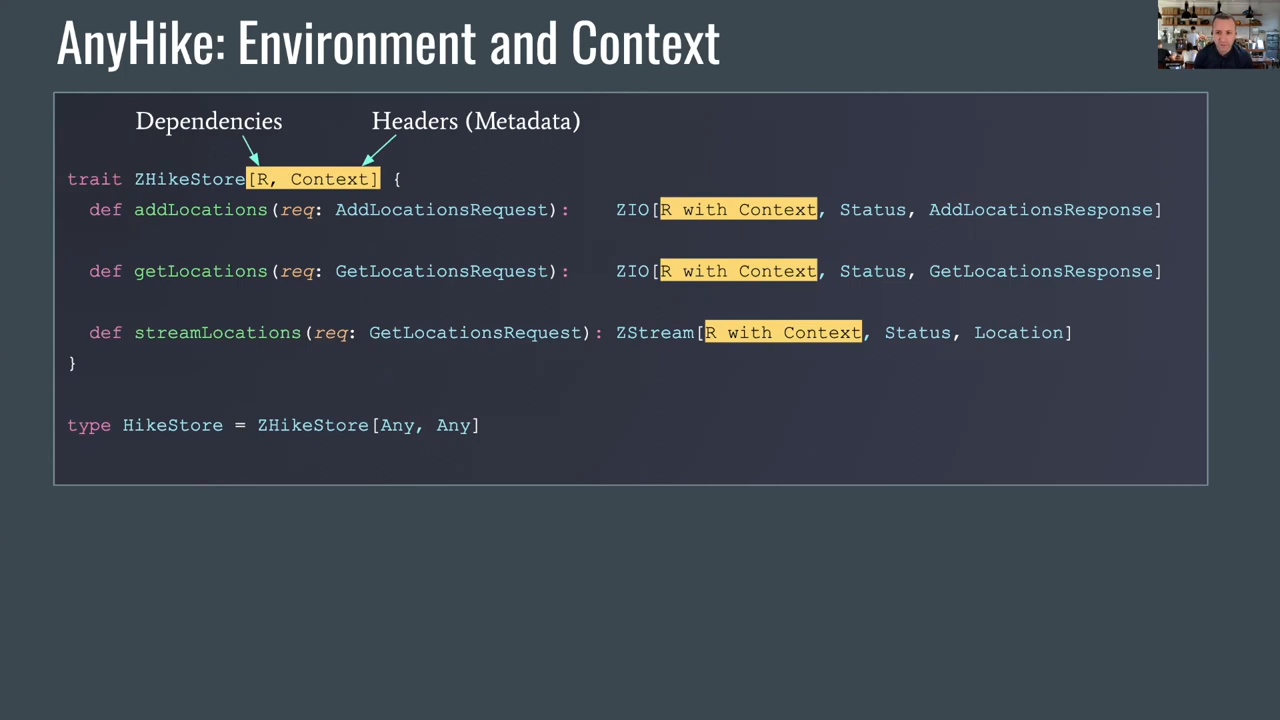 AnyHike: Environment and Context
Dependencies Headers (Metadata)
trait ZHikeStore[R, Context] {
def addLocations(req: AddLocationsRequest): ZIO[R with Context, Status, AddLocationsResponse]
def getLocations(req: GetLocationsRequest): ZIO[R with Context, Status, GetLocationsResponse]
def streamLocations(req: GetLocationsRequest): ZStream[R with Context, Status, Location]
}
type HikeStore = ZHikeStore[Any, Any]